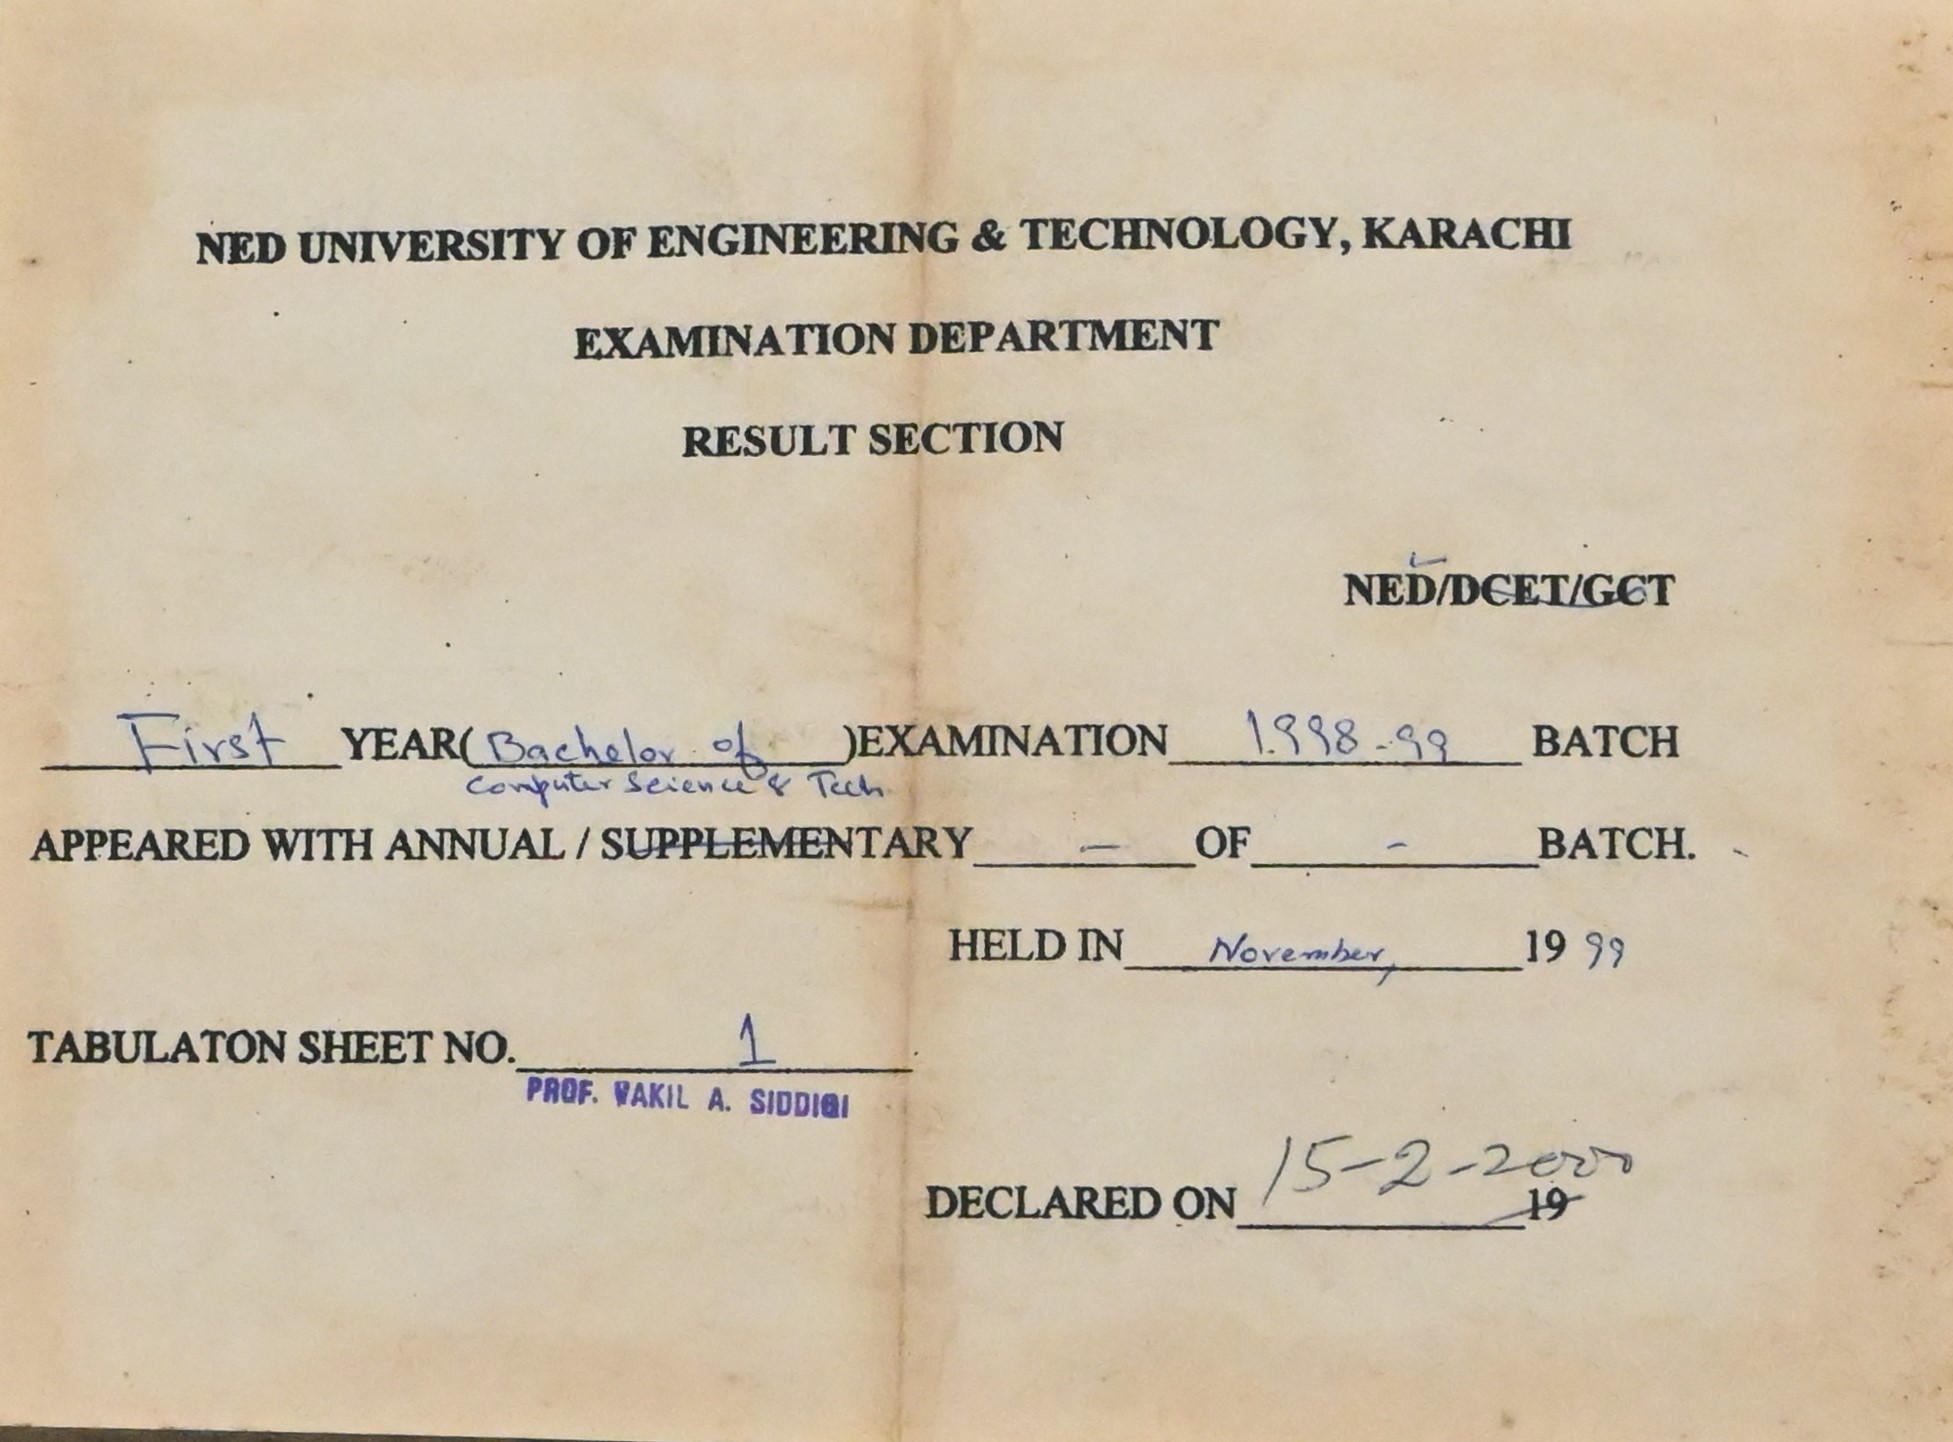 NED UNIVERSITY OF ENGINEERING & TECHNOLOGY, KARACHI
EXAMINATION DEPARTMENT
RESULT SECTION
NED/DCET/GCT
First YEAR( Bachelor of )EXAMINATION 1998-99 BATCH
Computer Science & Tech.
APPEARED WITH ANNUAL / SUPPLEMENTARY – OF - BATCH.
HELD IN November, 19 99
TABULATON SHEET NO. 1
PROF. WAKIL A. SIDDIQI
DECLARED ON 15-2-2000 19